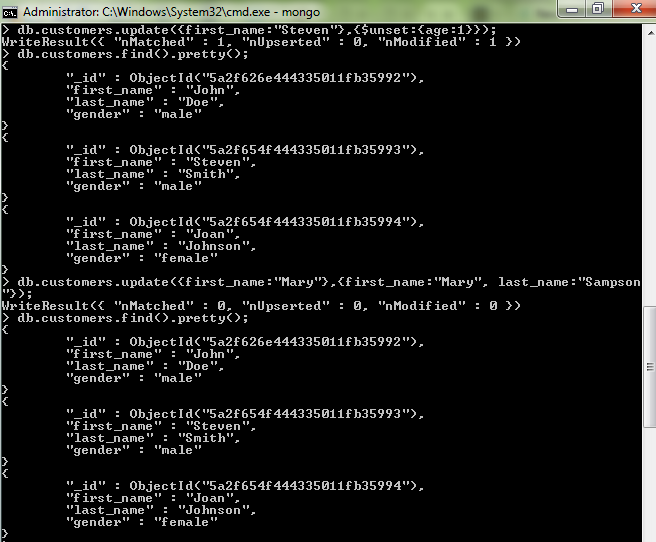 Administrator: C:\Windows\System32\cmd.exe - mongo
> db.customers.update({first_name:"Steven"},{$unset:{age:1}});
WriteResult({ "nMatched" : 1, "nUpserted" : 0, "nModified" : 1 })
> db.customers.find().pretty();
{
"_id" : ObjectId("5a2f626e444335011fb35992"),
"first_name" : "John",
"last_name" : "Doe",
"gender" : "male"
}
{
"_id" : ObjectId("5a2f654f444335011fb35993"),
"first_name" : "Steven",
"last_name" : "Smith",
"gender" : "male"
}
{
"_id" : ObjectId("5a2f654f444335011fb35994"),
"first_name" : "Joan",
"last_name" : "Johnson",
"gender" : "female"
}
> db.customers.update({first_name:"Mary"},{first_name:"Mary", last_name:"Sampson
"});
WriteResult({ "nMatched" : 0, "nUpserted" : 0, "nModified" : 0 })
> db.customers.find().pretty();
{
"_id" : ObjectId("5a2f626e444335011fb35992"),
"first_name" : "John",
"last_name" : "Doe",
"gender" : "male"
}
{
"_id" : ObjectId("5a2f654f444335011fb35993"),
"first_name" : "Steven",
"last_name" : "Smith",
"gender" : "male"
}
{
"_id" : ObjectId("5a2f654f444335011fb35994"),
"first_name" : "Joan",
"last_name" : "Johnson",
"gender" : "female"
}